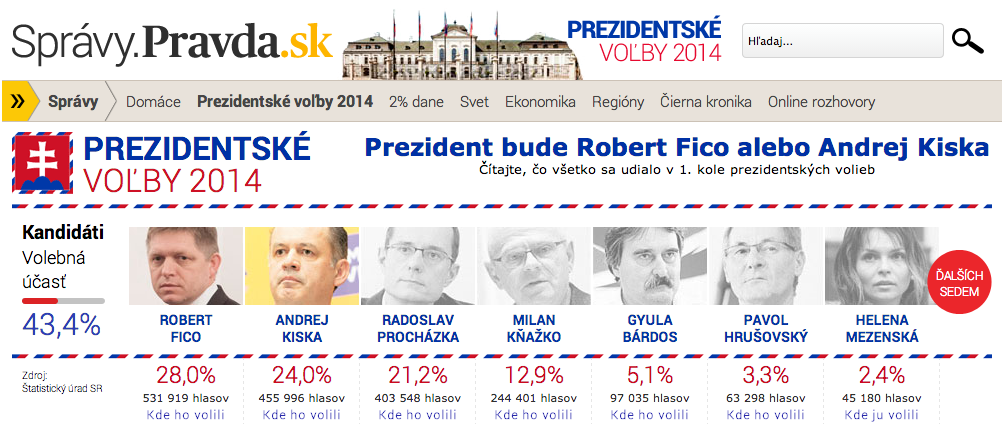 Správy.Pravda.sk
PREZIDENTSKÉ
VOĽBY 2014
Hľadaj...
» Správy Domáce Prezidentské voľby 2014 2% dane Svet Ekonomika Regióny Čierna kronika Online rozhovory
PREZIDENTSKÉ
VOĽBY 2014
Prezident bude Robert Fico alebo Andrej Kiska
Čítajte, čo všetko sa udialo v 1. kole prezidentských volieb
Kandidáti
Volebná
účasť
43,4%
ĎALŠÍCH
SEDEM
ROBERT
FICO
ANDREJ
KISKA
RADOSLAV
PROCHÁZKA
MILAN
KŇAŽKO
GYULA
BÁRDOS
PAVOL
HRUŠOVSKÝ
HELENA
MEZENSKÁ
Zdroj:
Štatistický úrad SR
28,0% 24,0% 21,2% 12,9% 5,1% 3,3% 2,4%
531 919 hlasov 455 996 hlasov 403 548 hlasov 244 401 hlasov 97 035 hlasov 63 298 hlasov 45 180 hlasov
Kde ho volili Kde ho volili Kde ho volili Kde ho volili Kde ho volili Kde ho volili Kde ju volili